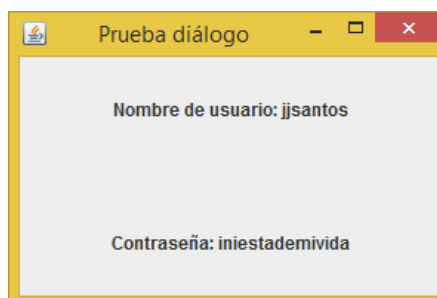 Prueba diálogo
Nombre de usuario: jjsantos
Contraseña: iniestademivida